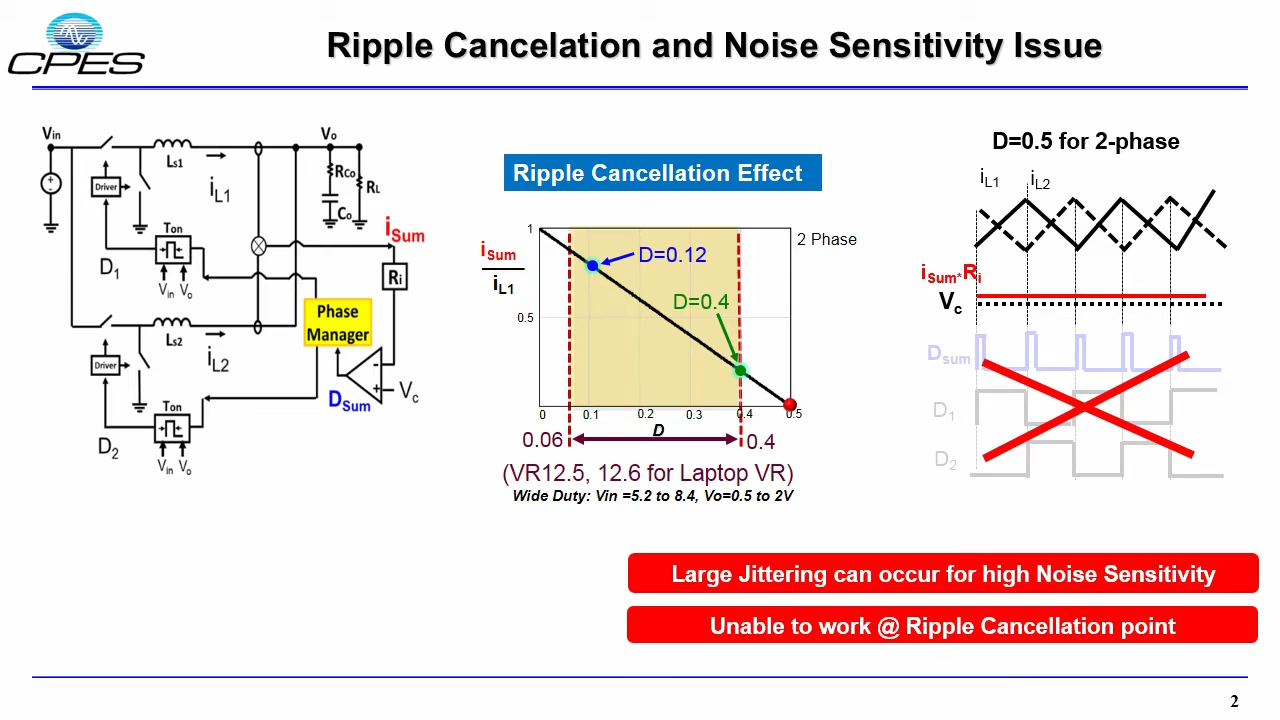 CPES
Ripple Cancelation and Noise Sensitivity Issue
Vin
Vo
Ls1
iL1
Driver
RCo
RL
Co
Ton
D1
Vin Vo
iSum
Ri
Phase
Manager
Ls2
iL2
Driver
DSum
Vc
-
+
Ton
D2
Vin Vo
Ripple Cancellation Effect
iSum
iL1
1
0.5
2 Phase
D=0.12
D=0.4
0 0.1 0.2 0.3 0.4 0.5
D
0.06
0.4
(VR12.5, 12.6 for Laptop VR)
Wide Duty: Vin =5.2 to 8.4, Vo=0.5 to 2V
D=0.5 for 2-phase
iL1 iL2
iSum*Ri
Vc
Dsum
D1
D2
Large Jittering can occur for high Noise Sensitivity
Unable to work @ Ripple Cancellation point
2